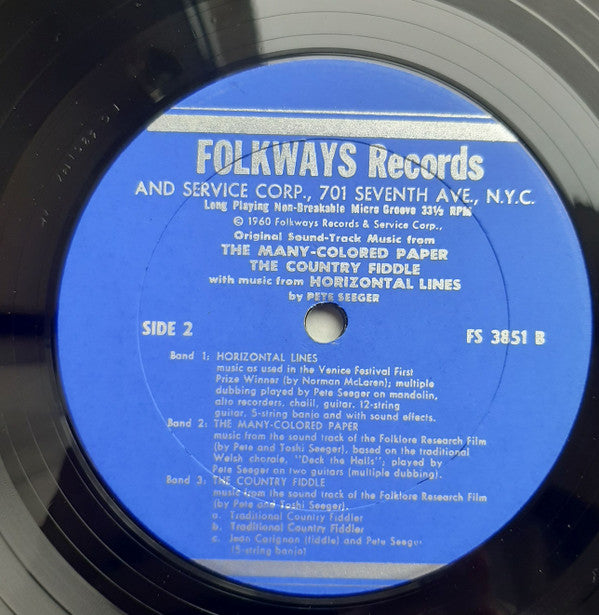 FOLKWAYS Records
AND SERVICE CORP., 701 SEVENTH AVE., N.Y.C.
Long Playing Non-Breakable Micro Groove 33⅓ RPM
© 1960 Folkways Records & Service Corp.,
Original Sound-Track Music from
THE MANY-COLORED PAPER
THE COUNTRY FIDDLE
with music from HORIZONTAL LINES
by PETE SEEGER
SIDE 2
FS 3851 B
Band 1: HORIZONTAL LINES
music as used in the Venice Festival First
Prize Winner (by Norman McLaren); multiple
dubbing played by Pete Seeger on mandolin,
alto recorders, chalil, guitar, 12-string
guitar, 5-string banjo and with sound effects.
Band 2: THE MANY-COLORED PAPER
music from the sound track of the Folklore Research Film
(by Pete and Toshi Seeger), based on the traditional
Welsh chorale, "Deck the Halls"; played by
Pete Seeger on two guitars (multiple dubbing).
Band 3: THE COUNTRY FIDDLE
music from the sound track of the Folklore Research Film
(by Pete and Toshi Seeger).
a. Traditional Country Fiddler
b. Traditional Country Fiddler
c. Jean Carignan (fiddle) and Pete Seeger
(5-string banjo)